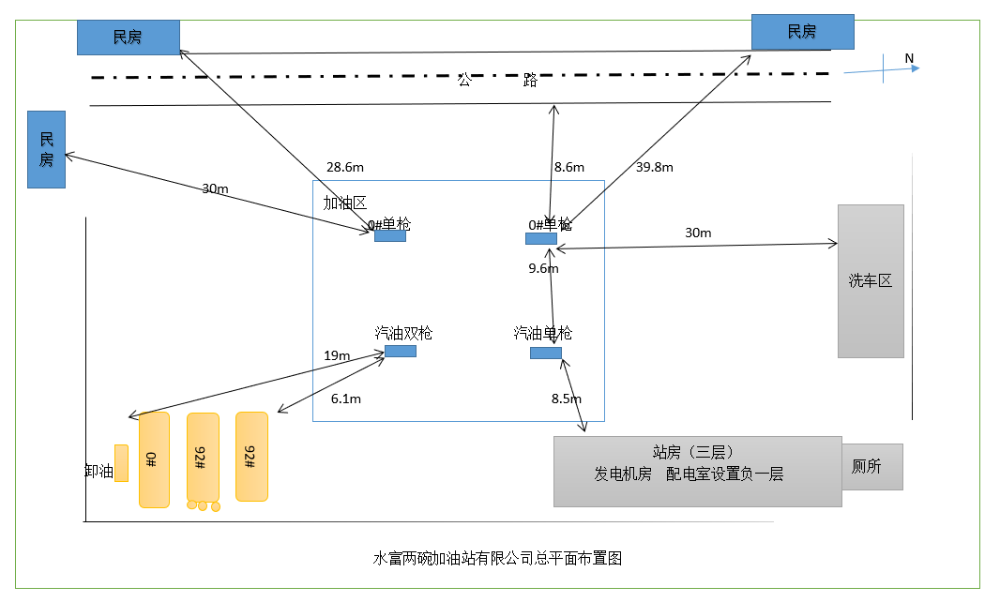 民房
民房
N
公 路
民房
28.6m
8.6m
39.8m
30m
加油区
0#单枪
0#单枪
30m
9.6m
洗车区
汽油双枪
汽油单枪
19m
6.1m
8.5m
卸油
0#
92#
92#
站房（三层）
发电机房 配电室设置负一层
厕所
水富两碗加油站有限公司总平面布置图